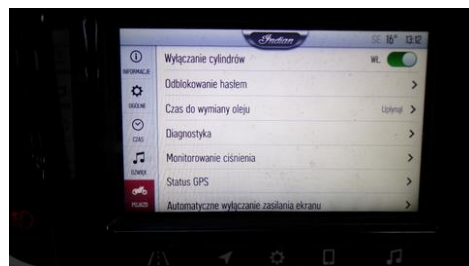 Indian
SE 16° 13:12
INFORMACJE
Wyłączanie cylindrów WŁ.
OGÓLNE
Odblokowanie hasłem
Czas do wymiany oleju Upłynął
CZAS
Diagnostyka
DŹWIĘK
Monitorowanie ciśnienia
Status GPS
POJAZD
Automatyczne wyłączanie zasilania ekranu